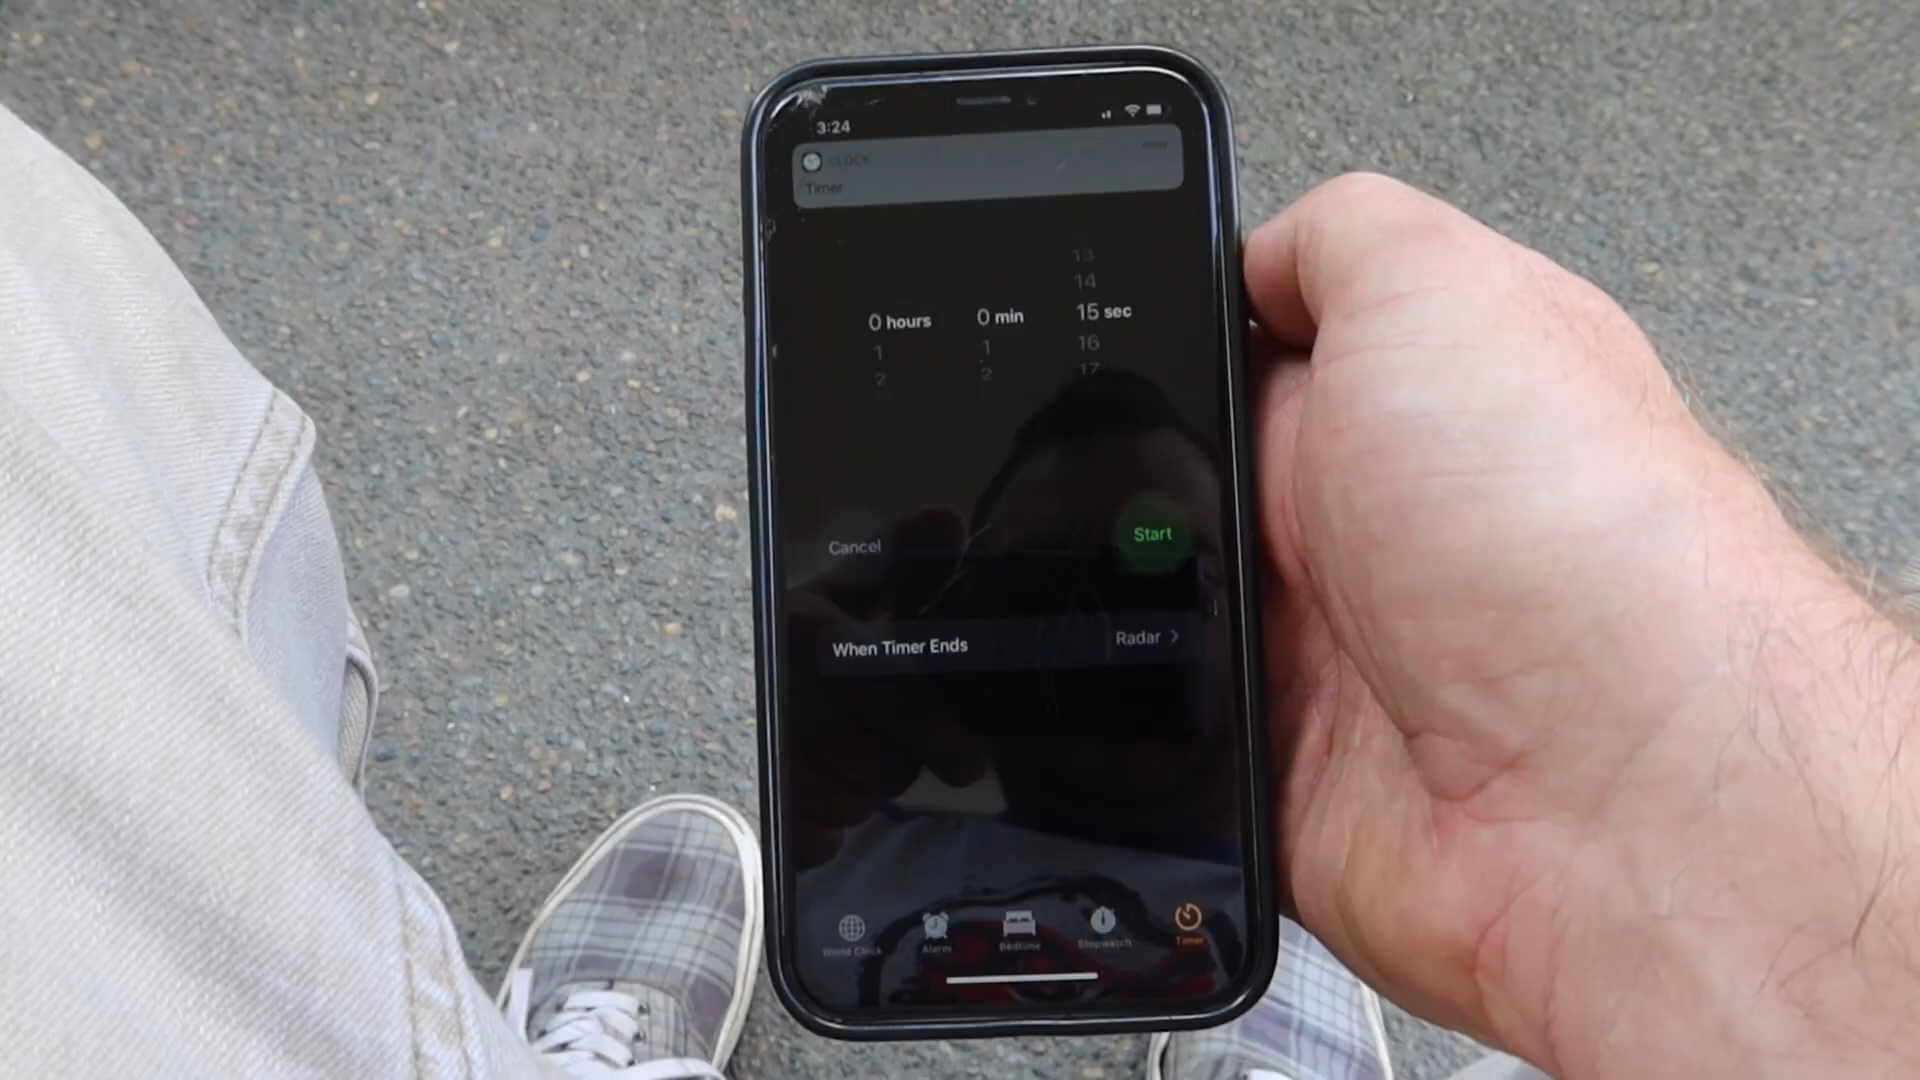 3:24
CLOCK
Timer
13
14
0 hours 0 min 15 sec
1 1 16
2 2 17
Cancel Start
When Timer Ends Radar
World Clock Alarm Bedtime Stopwatch Timer